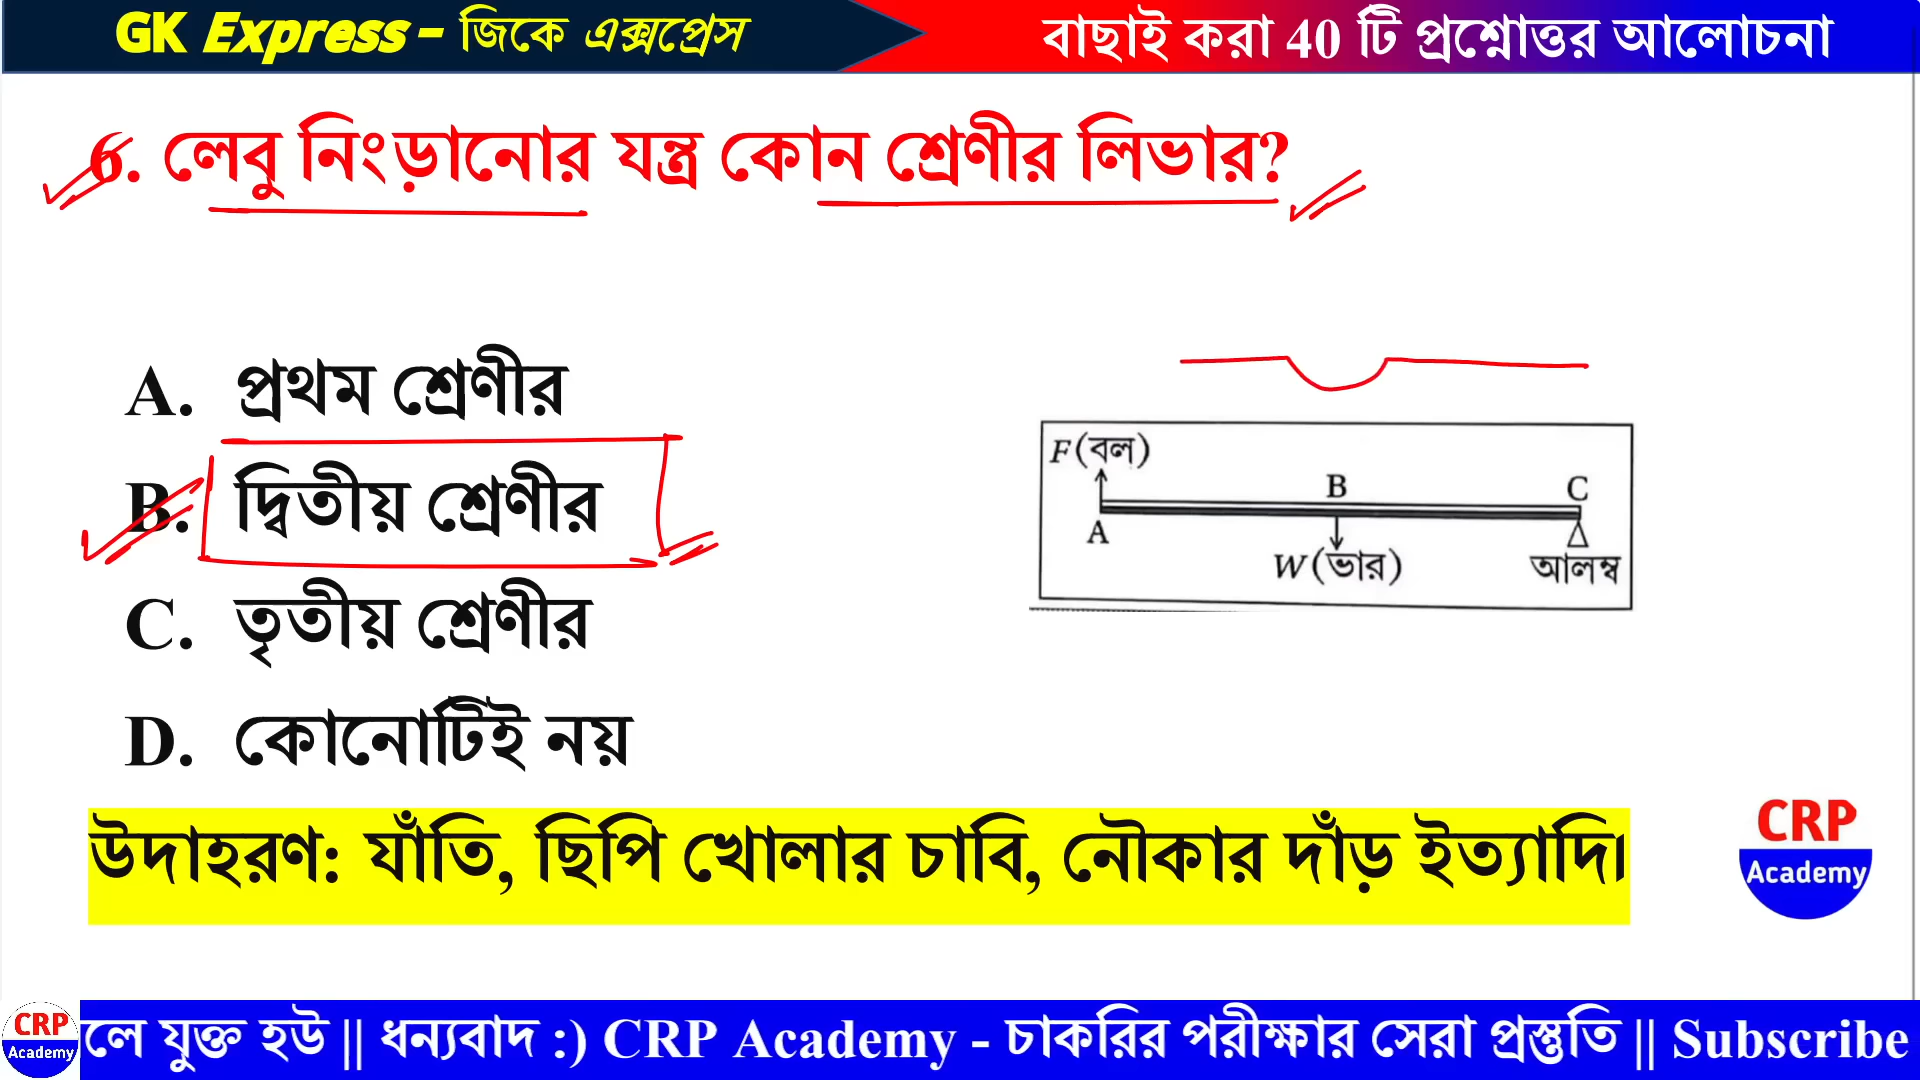 GK Express - জিকে এক্সপ্রেস
বাছাই করা 40 টি প্রশ্নোত্তর আলোচনা
6. লেবু নিংড়ানোর যন্ত্র কোন শ্রেণীর লিভার?
A. প্রথম শ্রেণীর
B. দ্বিতীয় শ্রেণীর
C. তৃতীয় শ্রেণীর
D. কোনোটিই নয়
F(বল)
B
C
A
W(ভার)
আলম্ব
উদাহরণ: যাঁতি, ছিপি খোলার চাবি, নৌকার দাঁড় ইত্যাদি।
CRP
Academy
CRP
Academy
লে যুক্ত হউ || ধন্যবাদ :) CRP Academy - চাকরির পরীক্ষার সেরা প্রস্তুতি || Subscribe